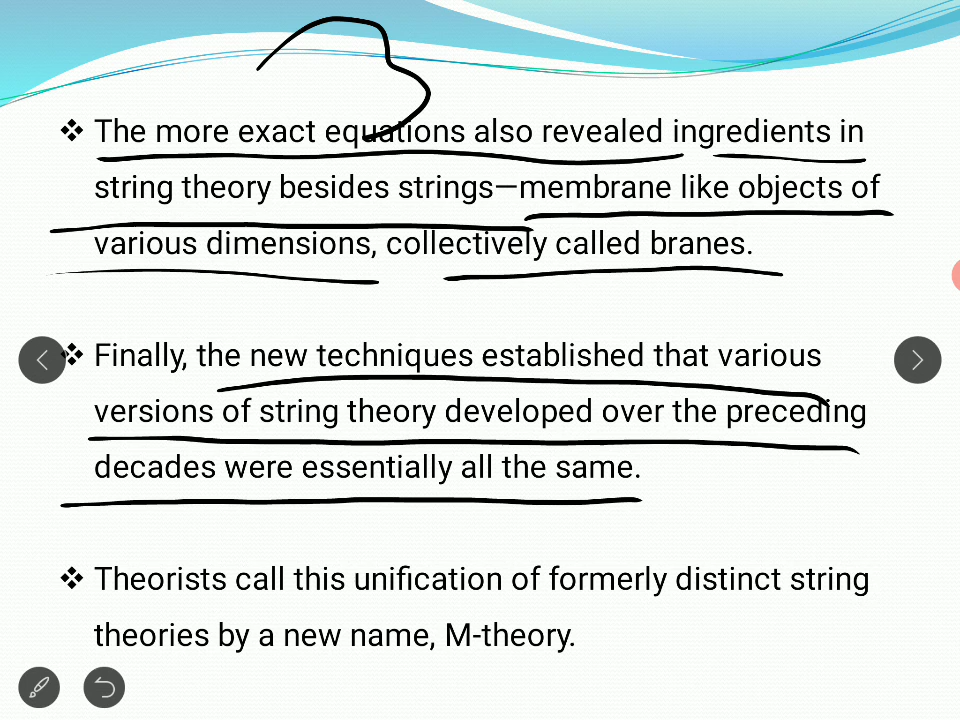 ❖ The more exact equations also revealed ingredients in
string theory besides strings—membrane like objects of
various dimensions, collectively called branes.
❖ Finally, the new techniques established that various
versions of string theory developed over the preceding
decades were essentially all the same.
❖ Theorists call this unification of formerly distinct string
theories by a new name, M-theory.